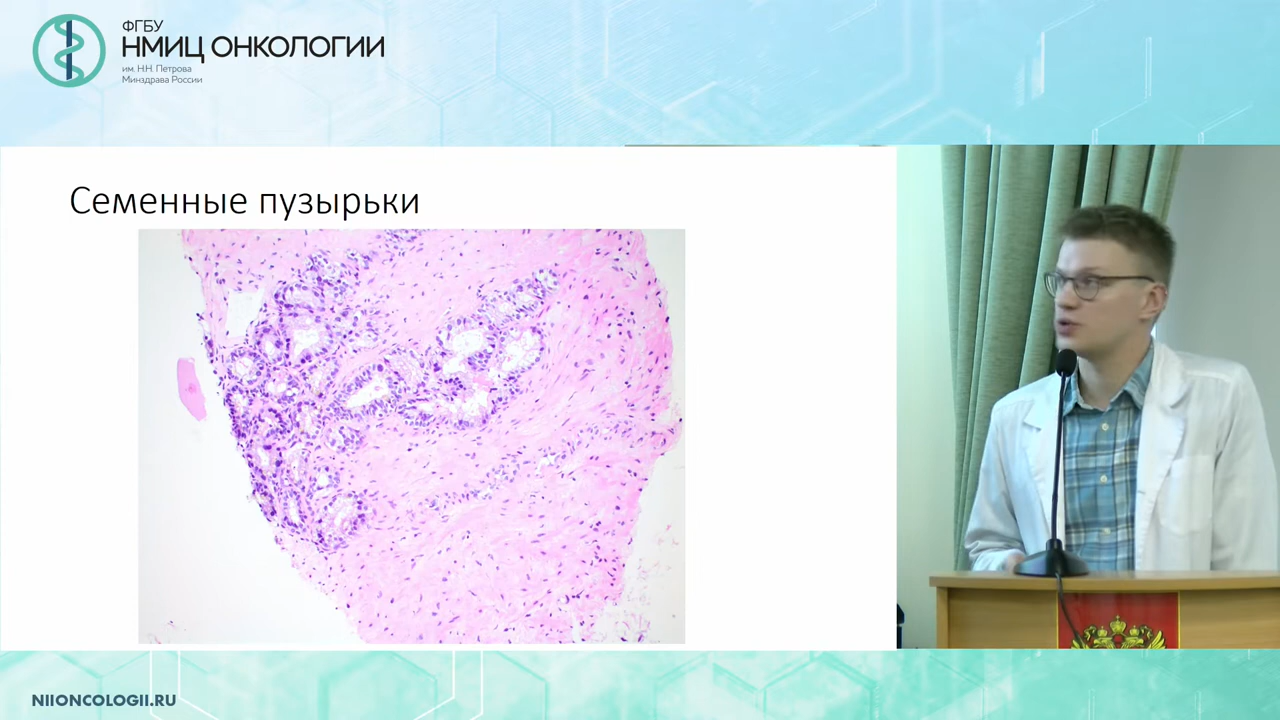 ФГБУ
НМИЦ ОНКОЛОГИИ
им. Н.Н. Петрова
Минздрава России
Семенные пузырьки
NIIONCOLOGII.RU